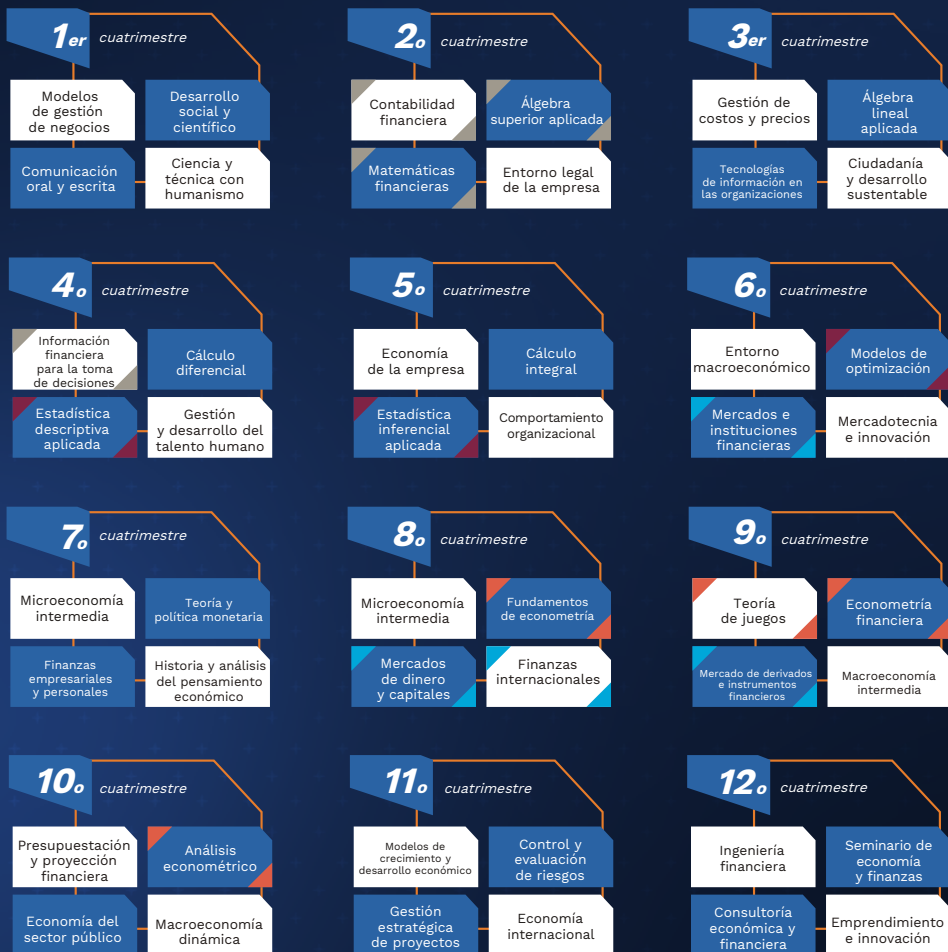 1er cuatrimestre
Modelos
de gestión
de negocios
Desarrollo
social y
científico
Comunicación
oral y escrita
Ciencia y
técnica con
humanismo
2o cuatrimestre
Contabilidad
financiera
Álgebra
superior aplicada
Matemáticas
financieras
Entorno legal
de la empresa
3er cuatrimestre
Gestión de
costos y precios
Álgebra
lineal
aplicada
Tecnologías
de información en
las organizaciones
Ciudadanía
y desarrollo
sustentable
4o cuatrimestre
Información
financiera
para la toma
de decisiones
Cálculo
diferencial
Estadística
descriptiva
aplicada
Gestión
y desarrollo del
talento humano
5o cuatrimestre
Economía
de la empresa
Cálculo
integral
Estadística
inferencial
aplicada
Comportamiento
organizacional
6o cuatrimestre
Entorno
macroeconómico
Modelos de
optimización
Mercados e
instituciones
financieras
Mercadotecnia
e innovación
7o cuatrimestre
Microeconomía
intermedia
Teoría y
política monetaria
Finanzas
empresariales
y personales
Historia y análisis
del pensamiento
económico
8o cuatrimestre
Microeconomía
intermedia
Fundamentos
de econometría
Mercados
de dinero
y capitales
Finanzas
internacionales
9o cuatrimestre
Teoría
de juegos
Econometría
financiera
Mercado de derivados
e instrumentos
financieros
Macroeconomía
intermedia
10o cuatrimestre
Presupuestación
y proyección
financiera
Análisis
econométrico
Economía del
sector público
Macroeconomía
dinámica
11o cuatrimestre
Modelos de
crecimiento y
desarrollo económico
Control y
evaluación
de riesgos
Gestión
estratégica
de proyectos
Economía
internacional
12o cuatrimestre
Ingeniería
financiera
Seminario de
economía
y finanzas
Consultoría
económica y
financiera
Emprendimiento
e innovación